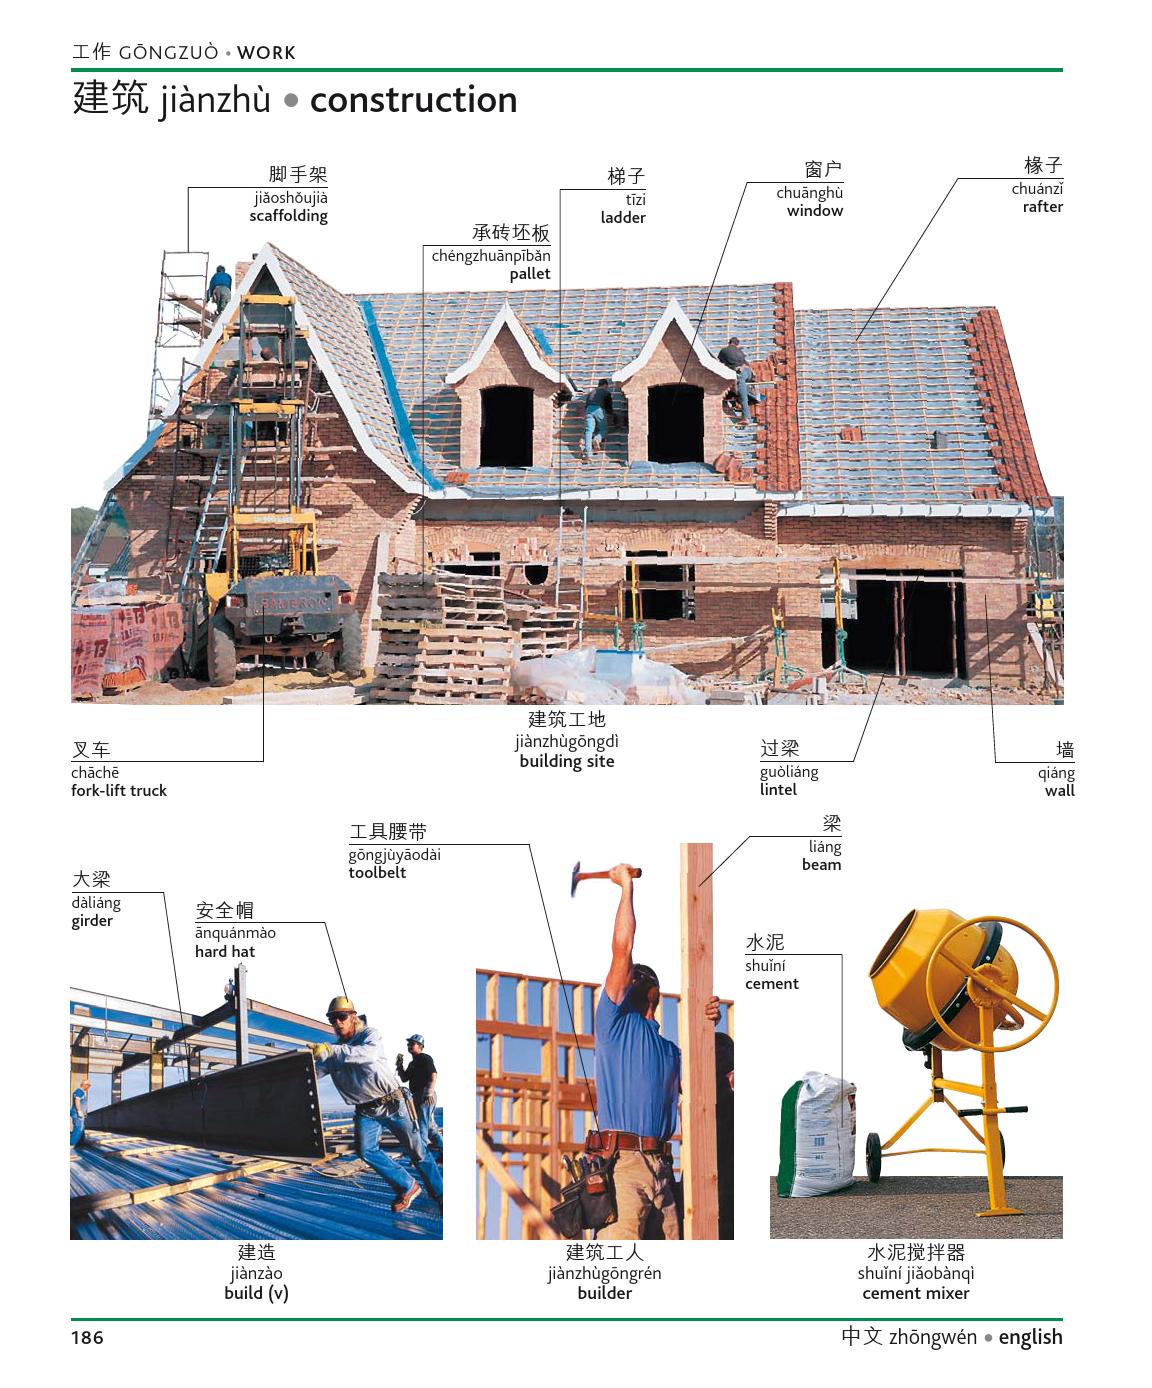 工作 GŌNGZUÒ • WORK
建筑 jiànzhù • construction
脚手架
jiǎoshǒujià
scaffolding
梯子
tīzi
ladder
窗户
chuānghù
window
椽子
chuánzǐ
rafter
承砖坯板
chéngzhuānpībǎn
pallet
建筑工地
jiànzhùgōngdì
building site
叉车
chāchē
fork-lift truck
过梁
guòliáng
lintel
墙
qiáng
wall
工具腰带
gōngjùyāodài
toolbelt
梁
liáng
beam
大梁
dàliáng
girder
安全帽
ānquánmào
hard hat
水泥
shuǐní
cement
建造
jiànzào
build (v)
建筑工人
jiànzhùgōngrén
builder
水泥搅拌器
shuǐní jiǎobànqì
cement mixer
186
中文 zhōngwén • english